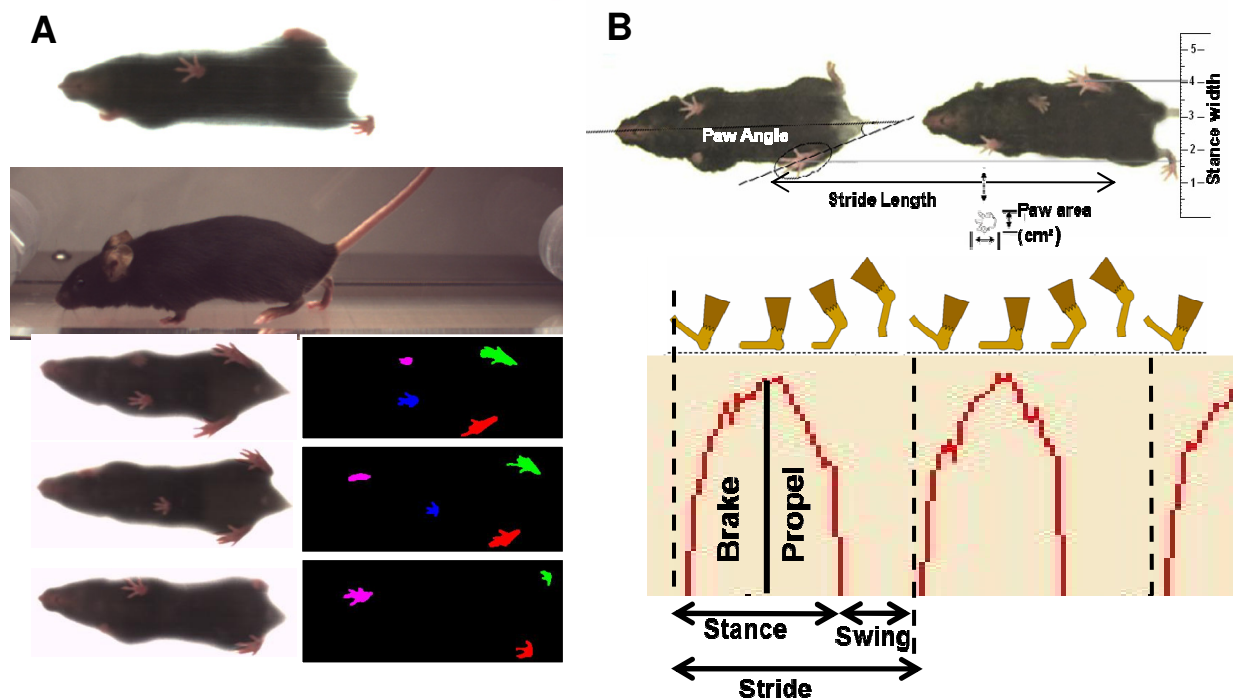 A
B
Paw Angle
Stride Length
Paw area
(cm²)
5
4
3
2
1
Stance width
Brake
Propel
Stance
Swing
Stride